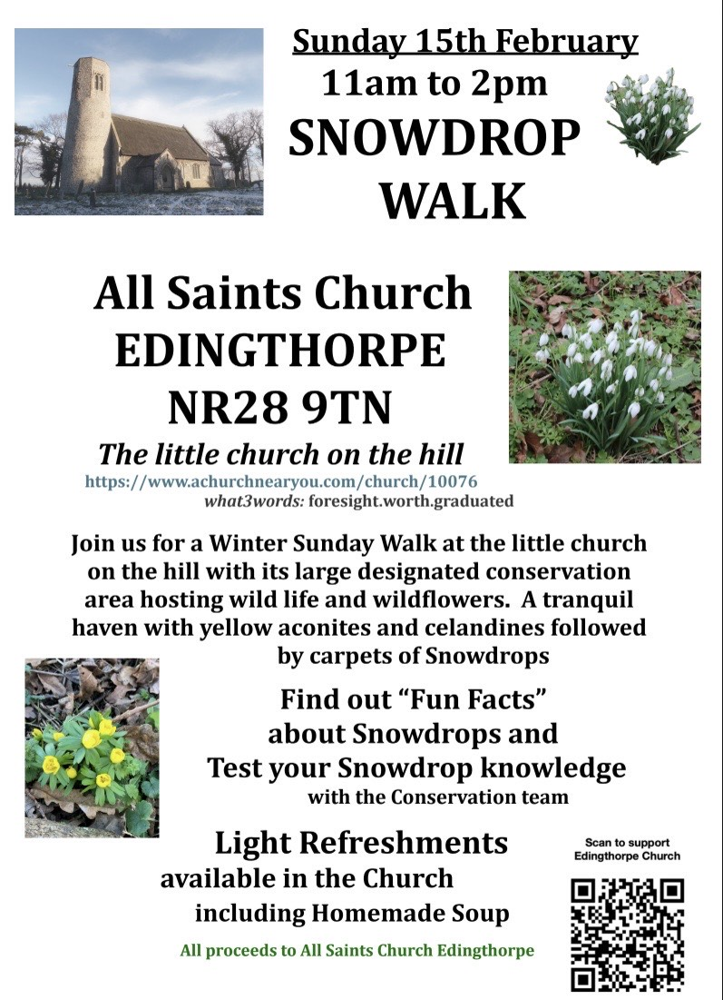 Sunday 15th February
11am to 2pm
SNOWDROP
WALK
All Saints Church
EDINGTHORPE
NR28 9TN
The little church on the hill
https://www.achurchnearyou.com/church/10076
what3words: foresight.worth.graduated
Join us for a Winter Sunday Walk at the little church
on the hill with its large designated conservation
area hosting wild life and wildflowers.  A tranquil
haven with yellow aconites and celandines followed
by carpets of Snowdrops
Find out “Fun Facts”
about Snowdrops and
Test your Snowdrop knowledge
with the Conservation team
Light Refreshments
available in the Church
including Homemade Soup
All proceeds to All Saints Church Edingthorpe
Scan to support
Edingthorpe Church